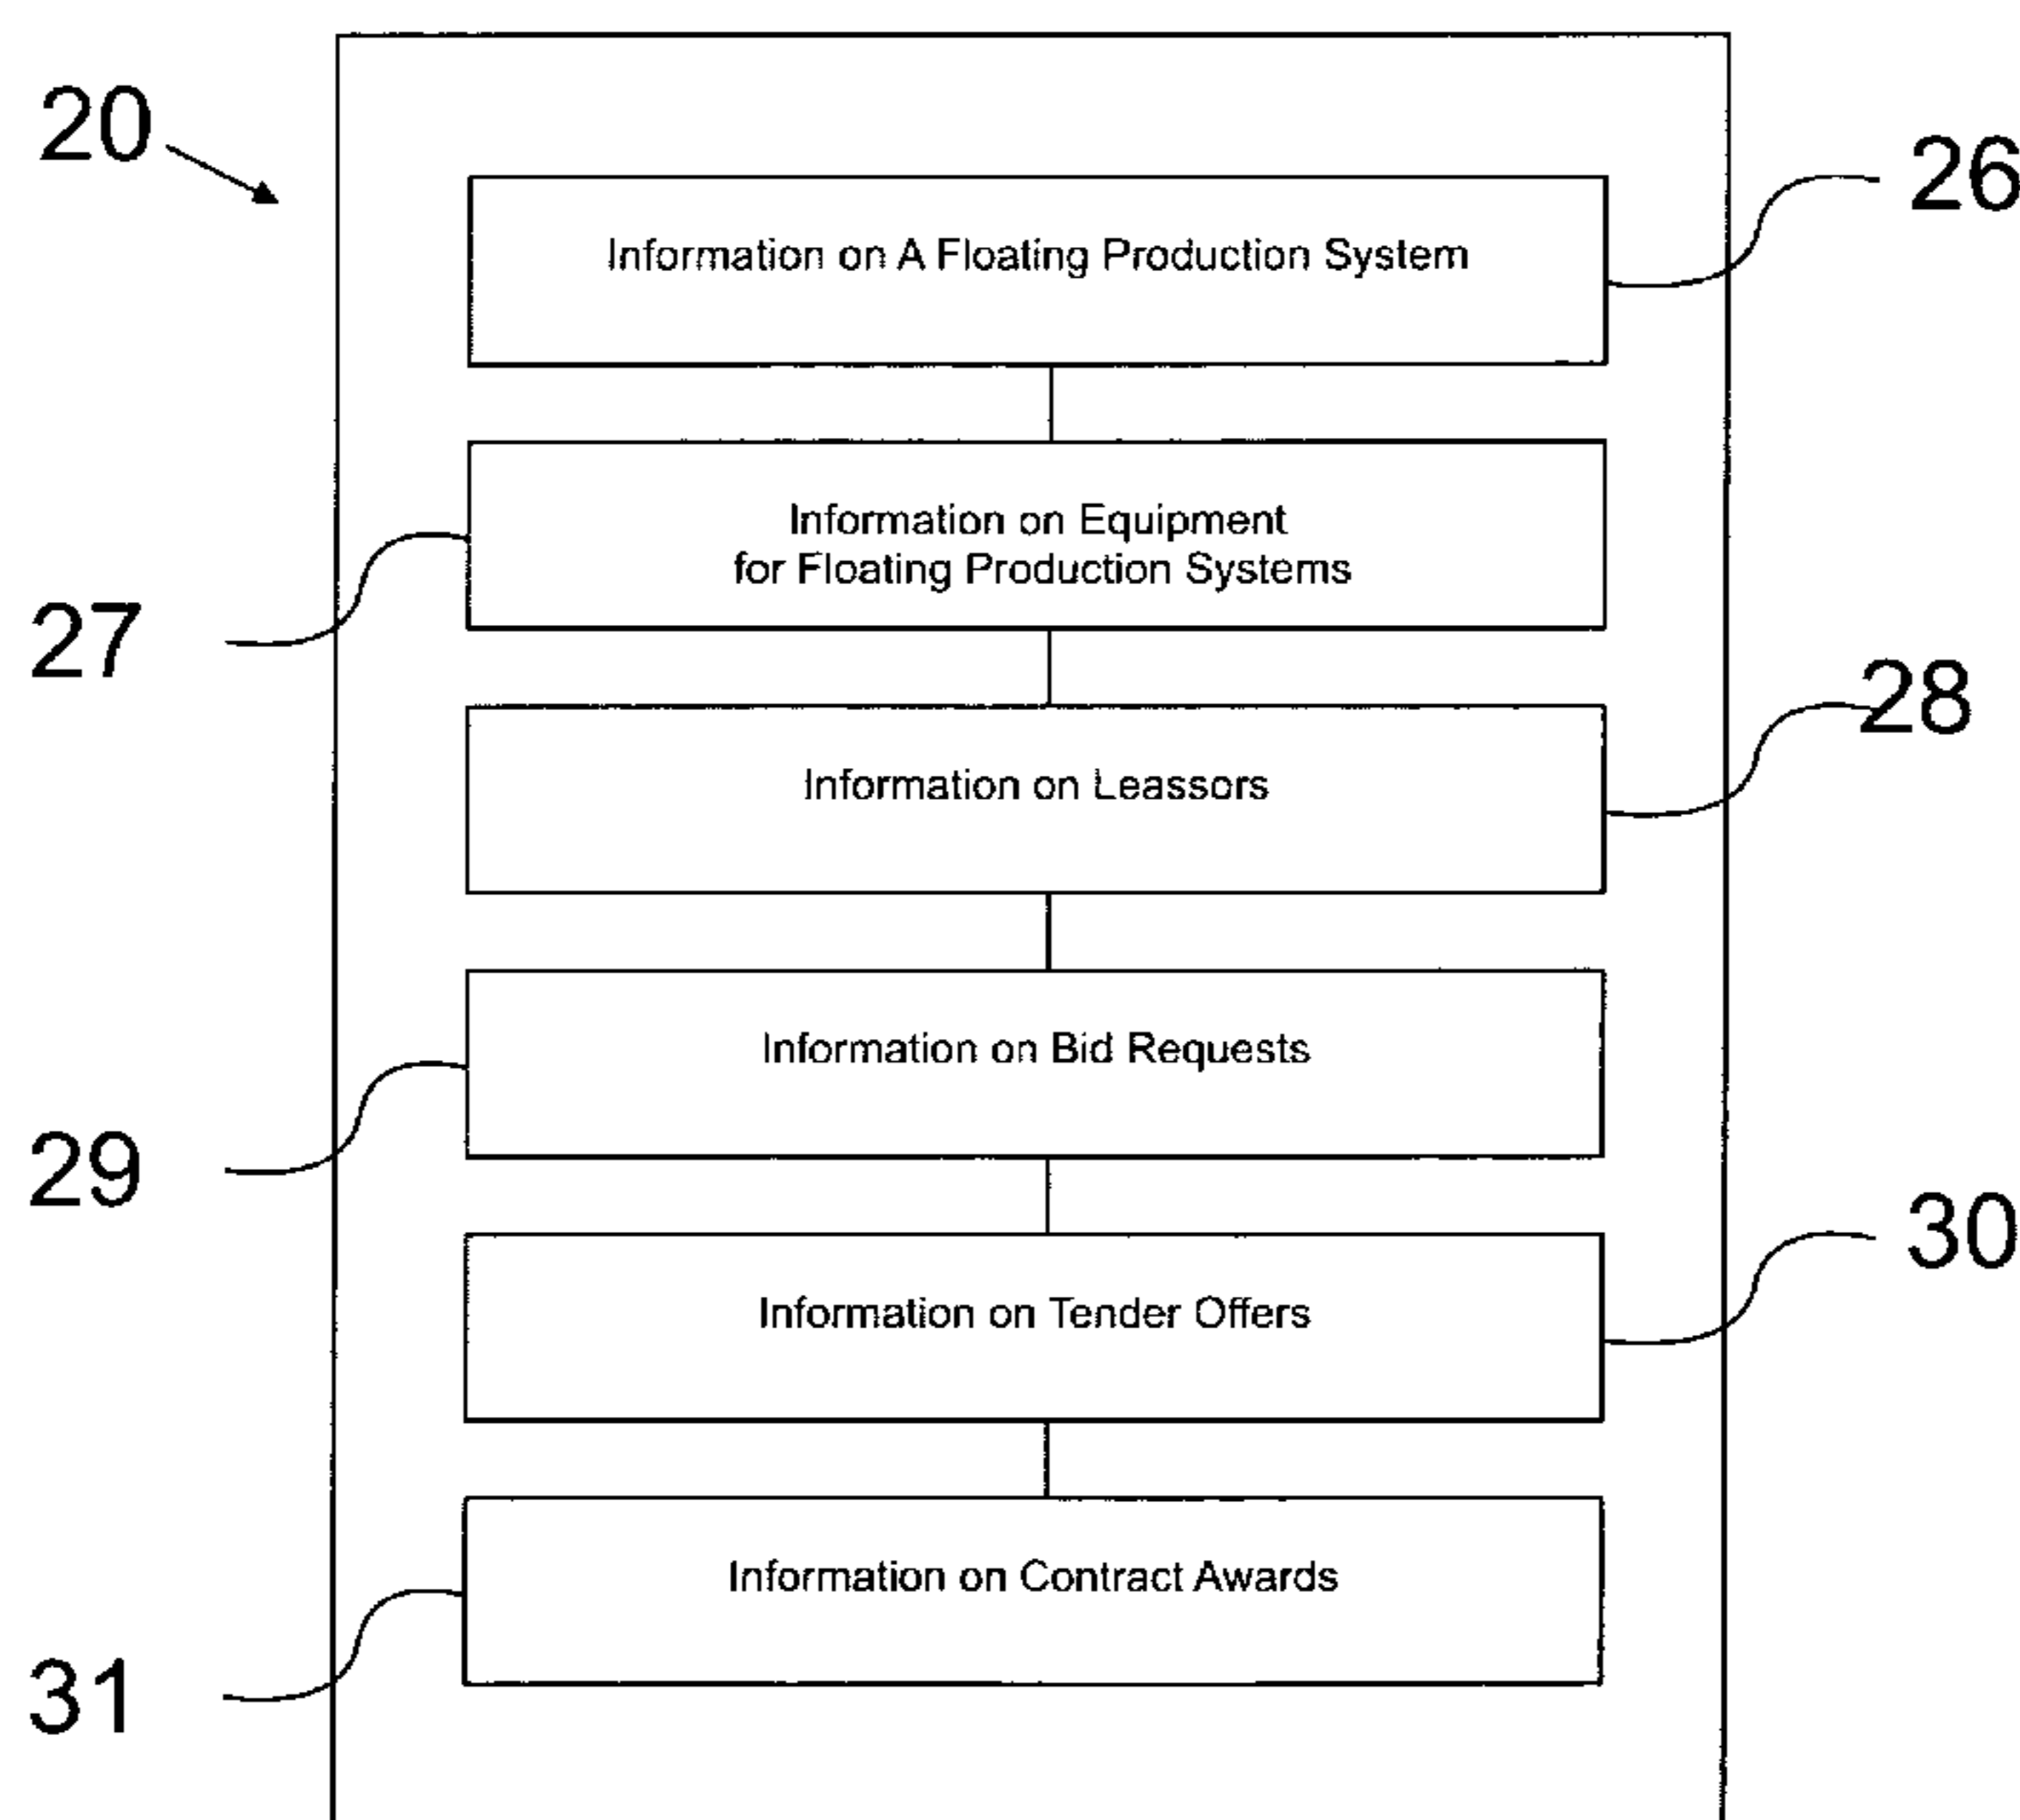 20
26
Information on A Floating Production System
Information on Equipment
for Floating Production Systems
27
28
Information on Leassors
Information on Bid Requests
29
30
Information on Tender Offers
Information on Contract Awards
31